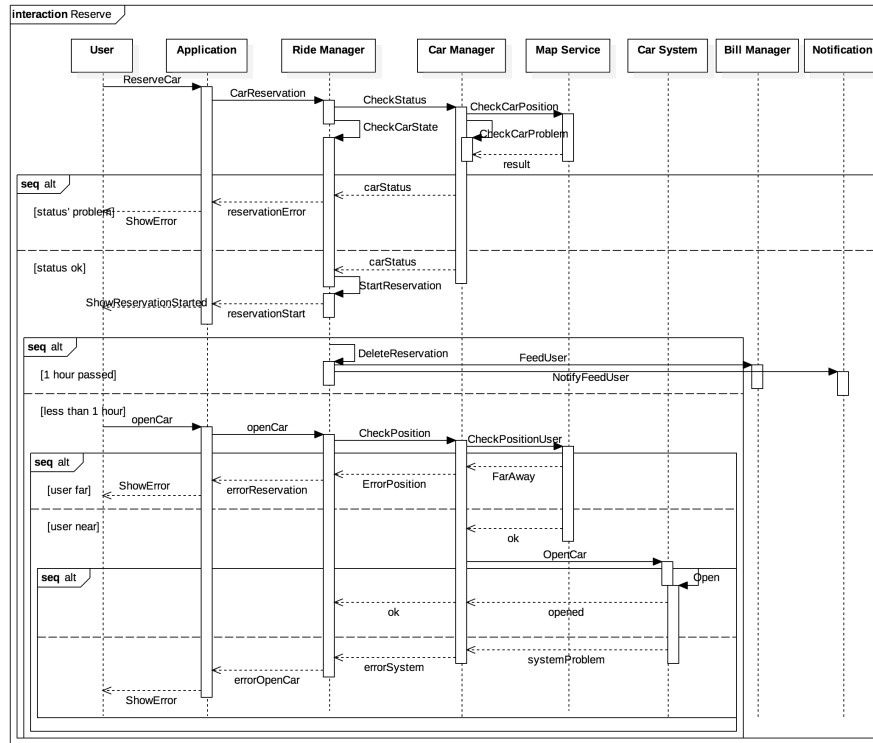 interaction Reserve
User
Application
Ride Manager
Car Manager
Map Service
Car System
Bill Manager
Notification
ReserveCar
CarReservation
CheckStatus
CheckCarPosition
CheckCarState
CheckCarProblem
result
seq alt
carStatus
[status' problem]
reservationError
ShowError
carStatus
[status ok]
StartReservation
ShowReservationStarted
reservationStart
seq alt
DeleteReservation
FeedUser
[1 hour passed]
NotifyFeedUser
[less than 1 hour]
openCar
openCar
CheckPosition
CheckPositionUser
seq alt
FarAway
ErrorPosition
[user far]
ShowError
errorReservation
[user near]
ok
OpenCar
seq alt
Open
ok
opened
systemProblem
errorSystem
errorOpenCar
ShowError